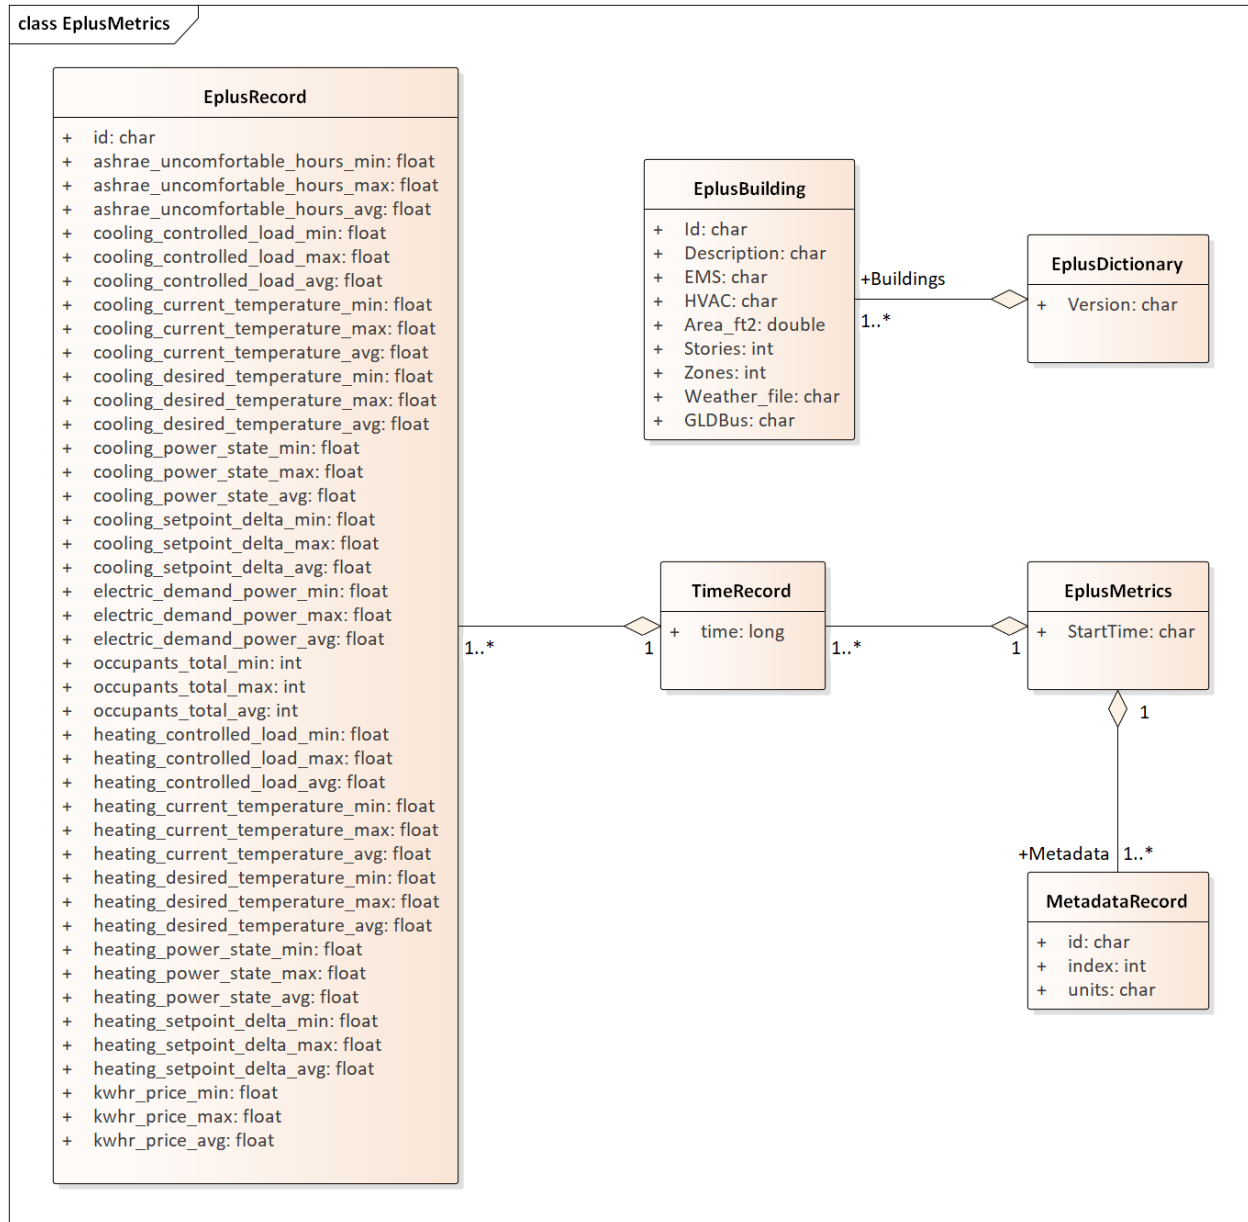 class EplusMetrics
EplusRecord
+ id: char
+ ashrae_uncomfortable_hours_min: float
+ ashrae_uncomfortable_hours_max: float
+ ashrae_uncomfortable_hours_avg: float
+ cooling_controlled_load_min: float
+ cooling_controlled_load_max: float
+ cooling_controlled_load_avg: float
+ cooling_current_temperature_min: float
+ cooling_current_temperature_max: float
+ cooling_current_temperature_avg: float
+ cooling_desired_temperature_min: float
+ cooling_desired_temperature_max: float
+ cooling_desired_temperature_avg: float
+ cooling_power_state_min: float
+ cooling_power_state_max: float
+ cooling_power_state_avg: float
+ cooling_setpoint_delta_min: float
+ cooling_setpoint_delta_max: float
+ cooling_setpoint_delta_avg: float
+ electric_demand_power_min: float
+ electric_demand_power_max: float
+ electric_demand_power_avg: float
+ occupants_total_min: int
+ occupants_total_max: int
+ occupants_total_avg: int
+ heating_controlled_load_min: float
+ heating_controlled_load_max: float
+ heating_controlled_load_avg: float
+ heating_current_temperature_min: float
+ heating_current_temperature_max: float
+ heating_current_temperature_avg: float
+ heating_desired_temperature_min: float
+ heating_desired_temperature_max: float
+ heating_desired_temperature_avg: float
+ heating_power_state_min: float
+ heating_power_state_max: float
+ heating_power_state_avg: float
+ heating_setpoint_delta_min: float
+ heating_setpoint_delta_max: float
+ heating_setpoint_delta_avg: float
+ kwhr_price_min: float
+ kwhr_price_max: float
+ kwhr_price_avg: float
EplusBuilding
+ Id: char
+ Description: char
+ EMS: char
+ HVAC: char
+ Area_ft2: double
+ Stories: int
+ Zones: int
+ Weather_file: char
+ GLDBus: char
+Buildings
1..*
EplusDictionary
+ Version: char
1..*
1
TimeRecord
+ time: long
1..*
1
EplusMetrics
+ StartTime: char
1
+Metadata 1..*
MetadataRecord
+ id: char
+ index: int
+ units: char